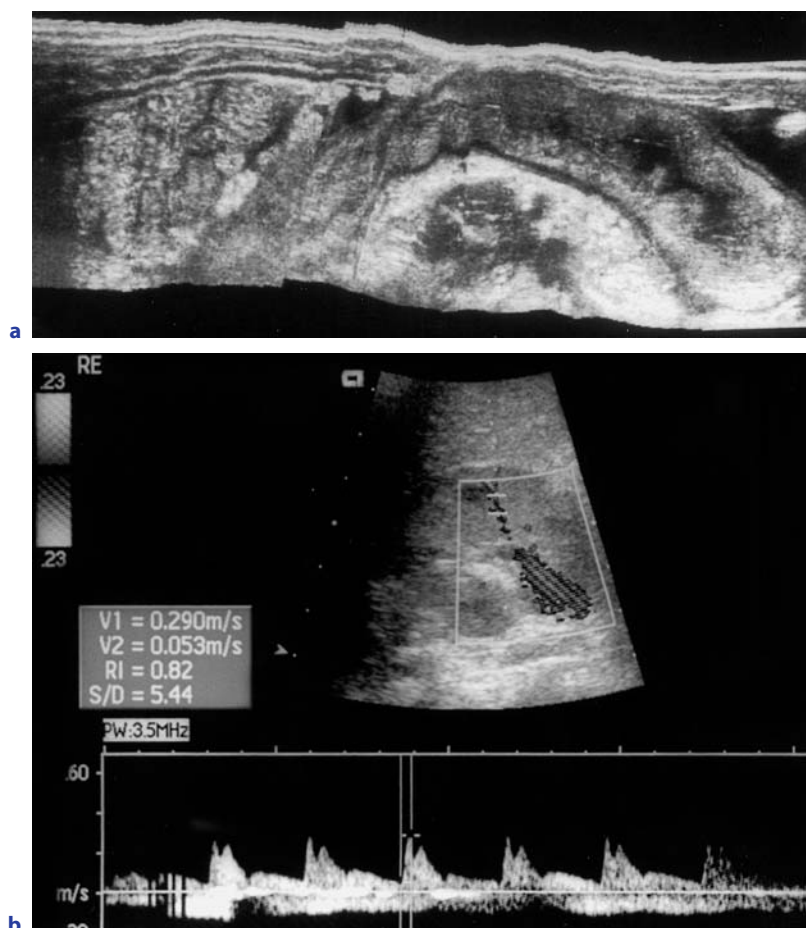 a
RE
.23
.23
V1 = 0.290m/s
V2 = 0.053m/s
RI = 0.82
S/D = 5.44
PW:3.5MHz
.60
m/s
b